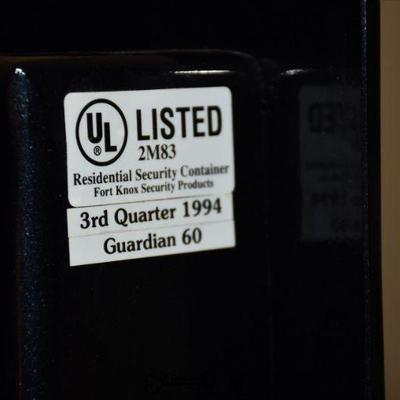 UL® LISTED
2M83
Residential Security Container
Fort Knox Security Products
3rd Quarter 1994
Guardian 60